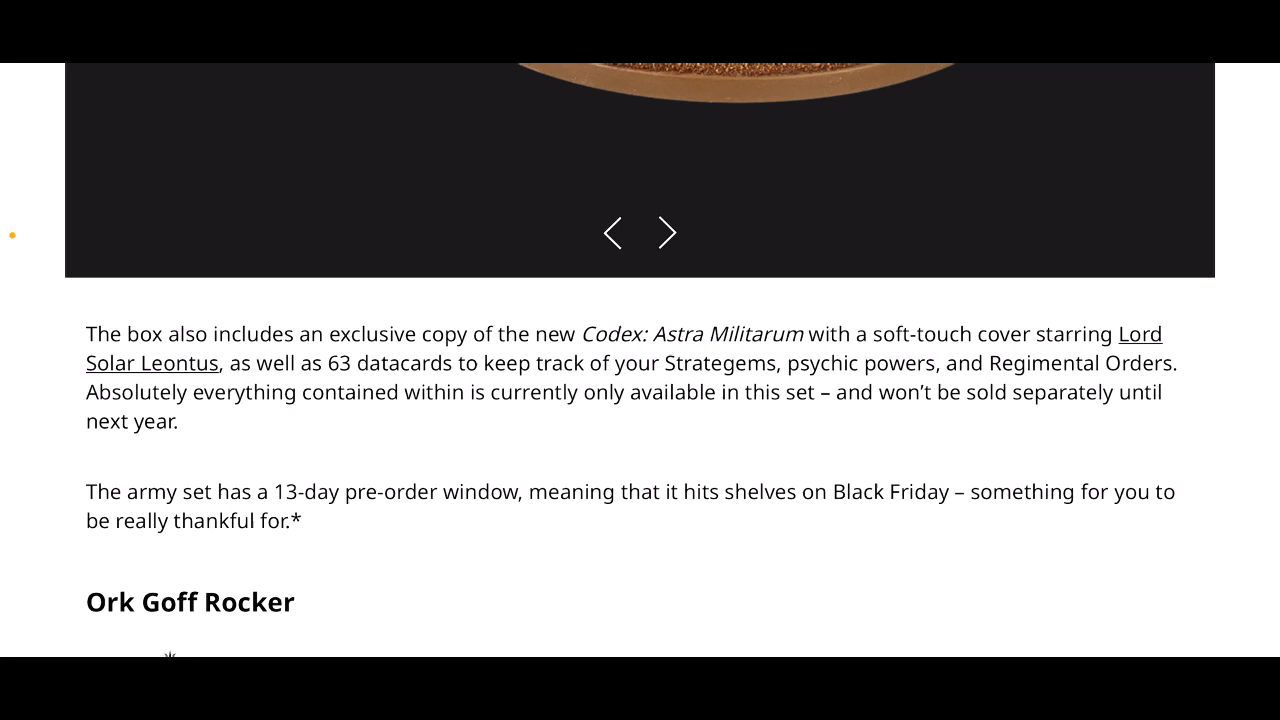 The box also includes an exclusive copy of the new Codex: Astra Militarum with a soft-touch cover starring Lord
Solar Leontus, as well as 63 datacards to keep track of your Strategems, psychic powers, and Regimental Orders.
Absolutely everything contained within is currently only available in this set – and won’t be sold separately until
next year.
The army set has a 13-day pre-order window, meaning that it hits shelves on Black Friday – something for you to
be really thankful for.*
Ork Goff Rocker